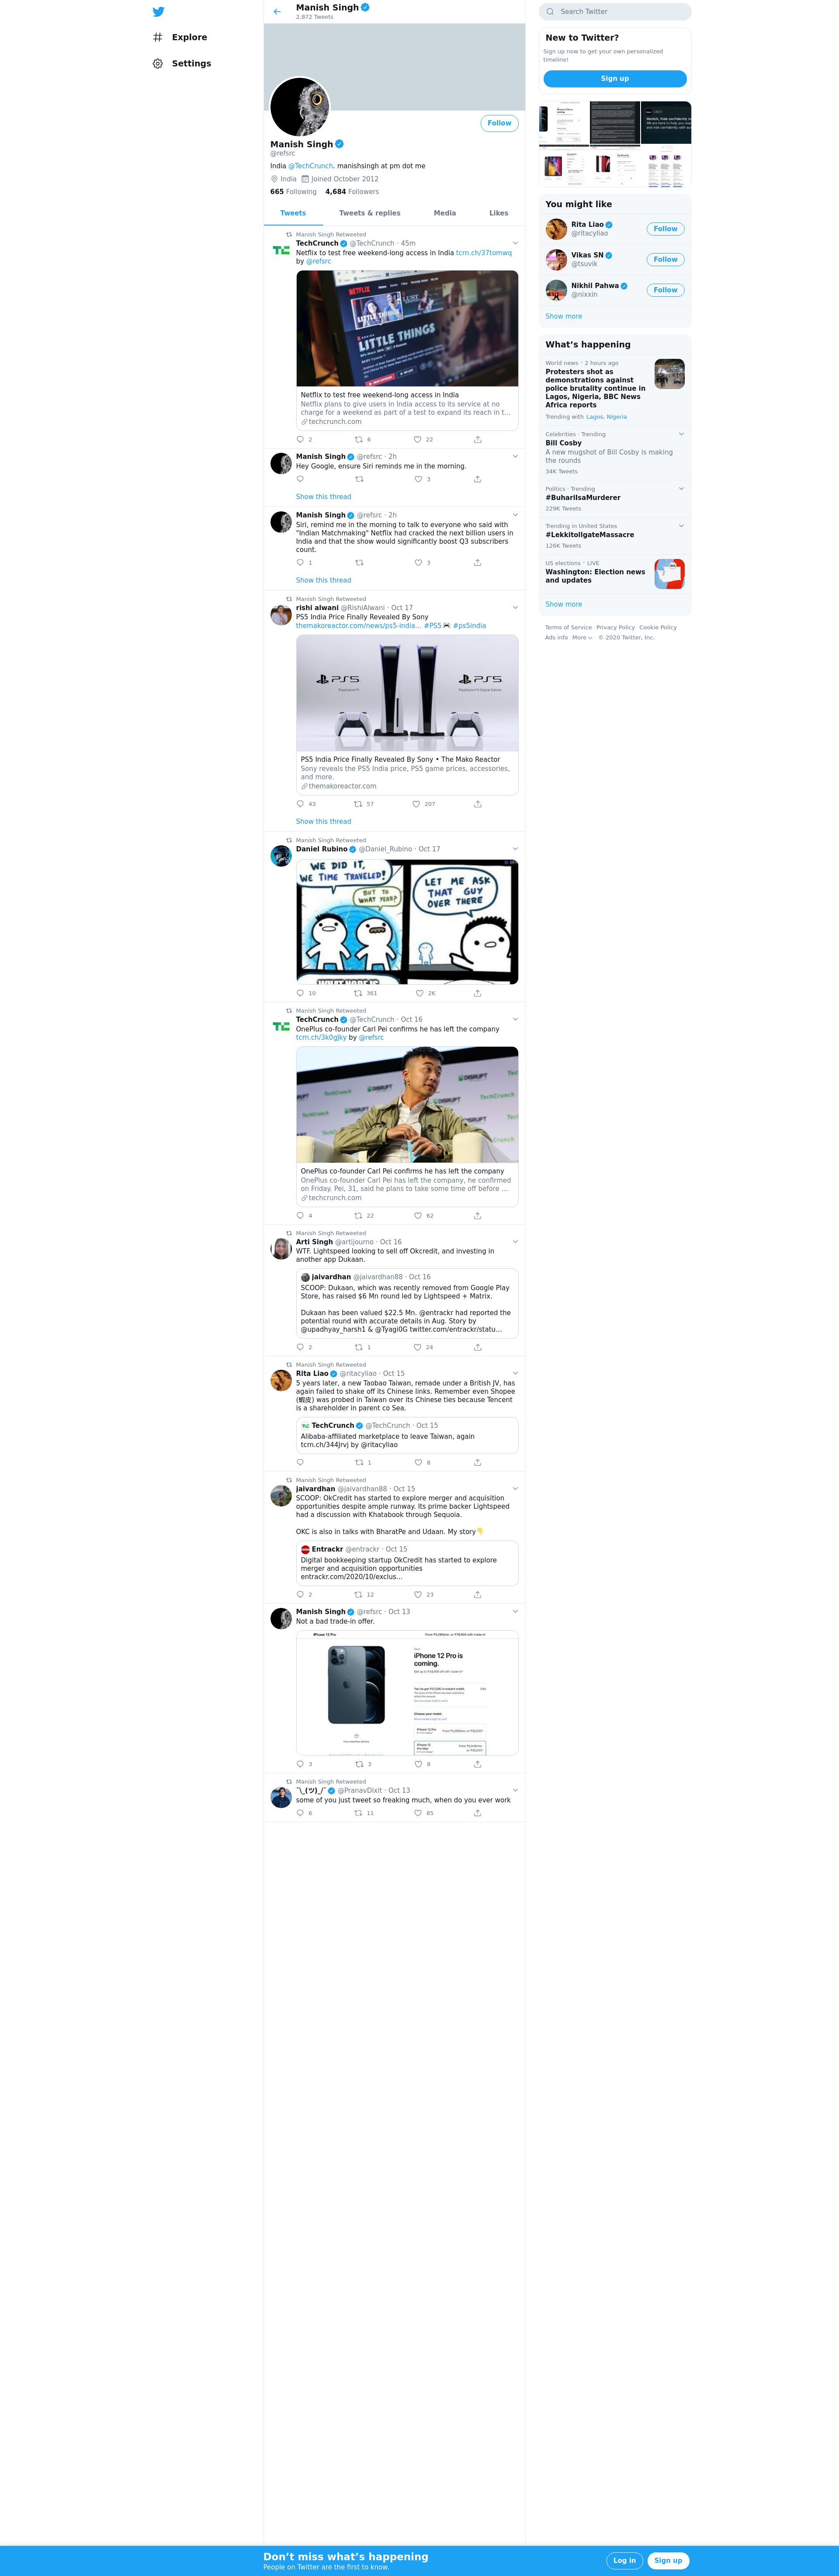 Explore
Settings
Manish Singh
2,872 Tweets
Follow
Manish Singh
@refsrc
India @TechCrunch. manishsingh at pm dot me
India Joined October 2012
665 Following 4,684 Followers
Tweets Tweets & replies Media Likes
Manish Singh Retweeted
TechCrunch @TechCrunch · 45m
Netflix to test free weekend-long access in India tcrn.ch/37tomwq
by @refsrc
NETFLIX
LITTLE THINGS
LITTLE THINGS
Netflix to test free weekend-long access in India
Netflix plans to give users in India access to its service at no
charge for a weekend as part of a test to expand its reach in t...
techcrunch.com
2 6 22
Manish Singh @refsrc · 2h
Hey Google, ensure Siri reminds me in the morning.
3
Show this thread
Manish Singh @refsrc · 2h
Siri, remind me in the morning to talk to everyone who said with
"Indian Matchmaking" Netflix had cracked the next billion users in
India and that the show would significantly boost Q3 subscribers
count.
1 3
Show this thread
Manish Singh Retweeted
rishi alwani @RishiAlwani · Oct 17
PS5 India Price Finally Revealed By Sony
themakoreactor.com/news/ps5-india... #PS5 🎮 #ps5india
PS5 PS5
PS5 India Price Finally Revealed By Sony • The Mako Reactor
Sony reveals the PS5 India price, PS5 game prices, accessories,
and more.
themakoreactor.com
43 57 207
Show this thread
Manish Singh Retweeted
Daniel Rubino @Daniel_Rubino · Oct 17
WE DID IT,
WE TIME TRAVELED!
BUT TO
WHAT YEAR?
LET ME ASK
THAT GUY
OVER THERE
WHAT YEAR IS
10 361 2K
Manish Singh Retweeted
TechCrunch @TechCrunch · Oct 16
OnePlus co-founder Carl Pei confirms he has left the company
tcrn.ch/3k0gJky by @refsrc
DISRUPT
TechCrunch
OnePlus co-founder Carl Pei confirms he has left the company
OnePlus co-founder Carl Pei has left the company, he confirmed
on Friday. Pei, 31, said he plans to take some time off before ...
techcrunch.com
4 22 62
Manish Singh Retweeted
Arti Singh @artijourno · Oct 16
WTF. Lightspeed looking to sell off Okcredit, and investing in
another app Dukaan.
jaivardhan @jaivardhan88 · Oct 16
SCOOP: Dukaan, which was recently removed from Google Play
Store, has raised $6 Mn round led by Lightspeed + Matrix.
Dukaan has been valued $22.5 Mn. @entrackr had reported the
potential round with accurate details in Aug. Story by
@upadhyay_harsh1 & @Tyagi0G twitter.com/entrackr/statu...
2 1 24
Manish Singh Retweeted
Rita Liao @ritacyliao · Oct 15
5 years later, a new Taobao Taiwan, remade under a British JV, has
again failed to shake off its Chinese links. Remember even Shopee
(蝦皮) was probed in Taiwan over its Chinese ties because Tencent
is a shareholder in parent co Sea.
TechCrunch @TechCrunch · Oct 15
Alibaba-affiliated marketplace to leave Taiwan, again
tcrn.ch/344Jrvj by @ritacyliao
1 8
Manish Singh Retweeted
jaivardhan @jaivardhan88 · Oct 15
SCOOP: OkCredit has started to explore merger and acquisition
opportunities despite ample runway. Its prime backer Lightspeed
had a discussion with Khatabook through Sequoia.
OKC is also in talks with BharatPe and Udaan. My story👇
Entrackr @entrackr · Oct 15
Digital bookkeeping startup OkCredit has started to explore
merger and acquisition opportunities
entrackr.com/2020/10/exclus...
2 12 23
Manish Singh @refsrc · Oct 13
Not a bad trade-in offer.
iPhone 12 Pro
iPhone 12 Pro is
coming.
Choose your model.
3 3 8
Manish Singh Retweeted
¯\_(ツ)_/¯ @PranavDixit · Oct 13
some of you just tweet so freaking much, when do you ever work
6 11 85
Search Twitter
New to Twitter?
Sign up now to get your own personalized
timeline!
Sign up
You might like
Rita Liao
@ritacyliao
Follow
Vikas SN
@tsuvik
Follow
Nikhil Pahwa
@nixxin
Follow
Show more
What's happening
World news · 2 hours ago
Protesters shot as
demonstrations against
police brutality continue in
Lagos, Nigeria, BBC News
Africa reports
Trending with Lagos, Nigeria
Celebrities · Trending
Bill Cosby
A new mugshot of Bill Cosby is making
the rounds
34K Tweets
Politics · Trending
#BuhariIsaMurderer
229K Tweets
Trending in United States
#LekkitollgateMassacre
126K Tweets
US elections · LIVE
Washington: Election news
and updates
Show more
Terms of Service Privacy Policy Cookie Policy
Ads info More © 2020 Twitter, Inc.
Don't miss what's happening
People on Twitter are the first to know.
Log in Sign up